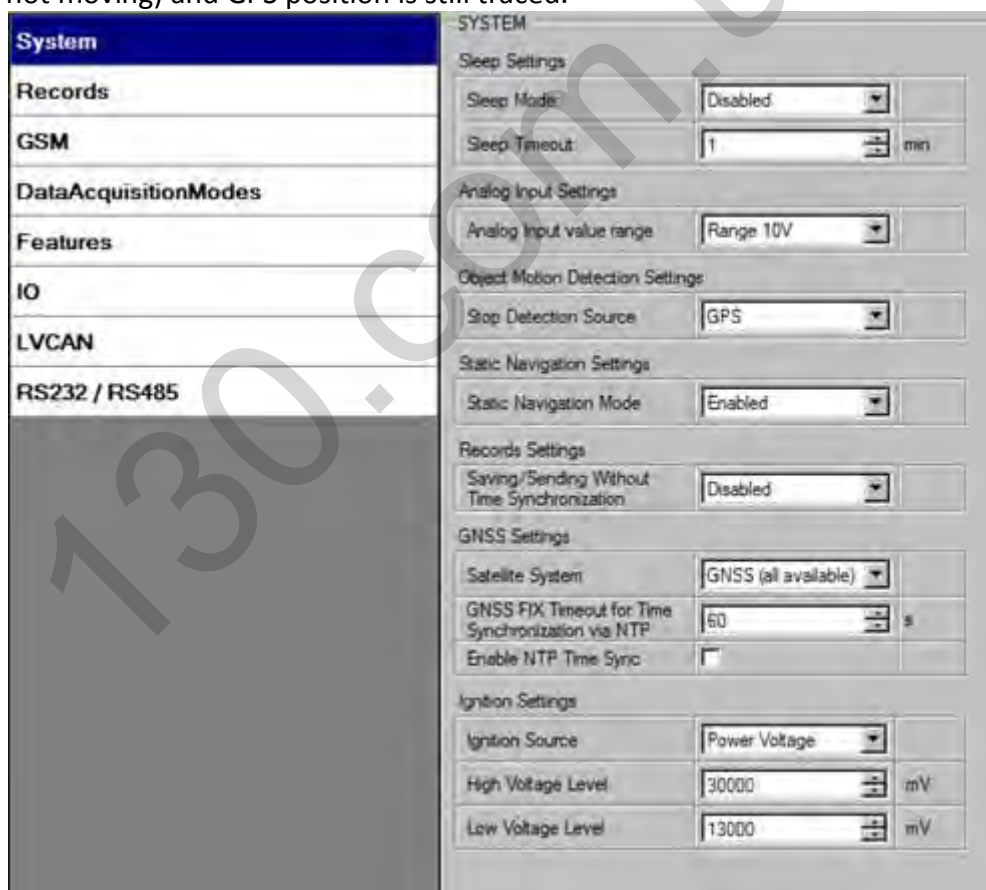 not moving) and GPS position is still traced.
System
Records
GSM
DataAcquisitionModes
Features
IO
LVCAN
RS232 / RS485
SYSTEM
Sleep Settings
Sleep Mode: Disabled
Sleep Timeout: 1 min
Analog Input Settings
Analog Input value range Range 10V
Object Motion Detection Settings
Stop Detection Source GPS
Static Navigation Settings
Static Navigation Mode Enabled
Records Settings
Saving/Sending Without
Time Synchronization Disabled
GNSS Settings
Satellite System GNSS (all available)
GNSS FIX Timeout for Time
Synchronization via NTP 60 s
Enable NTP Time Sync
Ignition Settings
Ignition Source Power Voltage
High Voltage Level 30000 mV
Low Voltage Level 13000 mV
130.com.